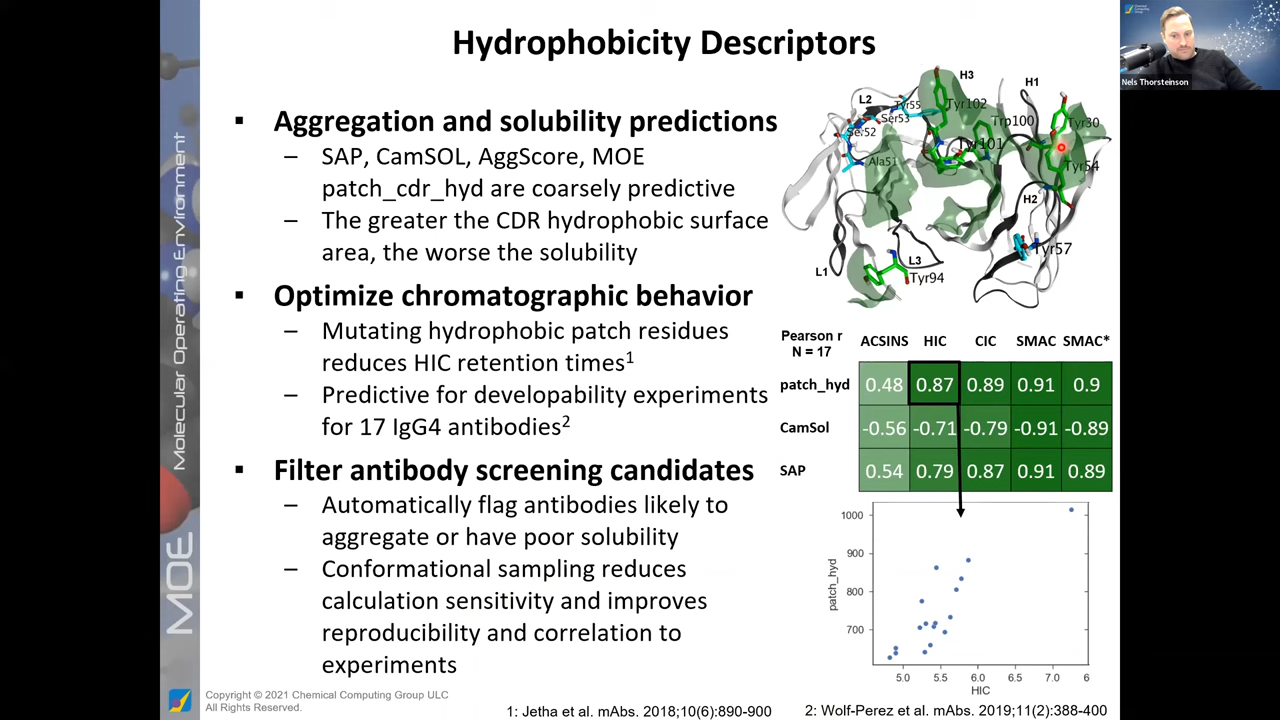 Hydrophobicity Descriptors
Chemical
Computing
Group
Nels Thorsteinson
Molecular Operating Environment
MOE
▪ Aggregation and solubility predictions
– SAP, CamSOL, AggScore, MOE
patch_cdr_hyd are coarsely predictive
– The greater the CDR hydrophobic surface
area, the worse the solubility
▪ Optimize chromatographic behavior
– Mutating hydrophobic patch residues
reduces HIC retention times1
– Predictive for developability experiments
for 17 IgG4 antibodies2
▪ Filter antibody screening candidates
– Automatically flag antibodies likely to
aggregate or have poor solubility
– Conformational sampling reduces
calculation sensitivity and improves
reproducibility and correlation to
experiments
H3
H1
L2
Tyr55
Tyr102
Ser53
Trp100
Tyr30
Tyr101
Ala51
Tyr54
H2
Tyr57
L1
L3
Tyr94
Pearson r
N = 17
ACSINS HIC CIC SMAC SMAC*
patch_hyd 0.48 0.87 0.89 0.91 0.9
CamSol -0.56 -0.71 -0.79 -0.91 -0.89
SAP 0.54 0.79 0.87 0.91 0.89
1000
900
800
700
patch_hyd
5.0 5.5 6.0 6.5 7.0 6
HIC
Copyright © 2021 Chemical Computing Group ULC
All Rights Reserved.
1: Jetha et al. mAbs. 2018;10(6):890-900
2: Wolf-Perez et al. mAbs. 2019;11(2):388-400